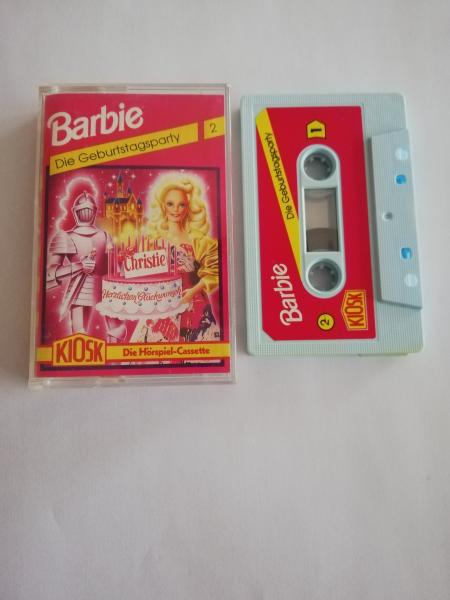 Barbie
Die Geburtstagsparty
2
Christie
Herzlichen Glückwunsch
KIOSK
Die Hörspiel-Cassette
1
Die Geburtstagsparty
Barbie
2
KIOSK